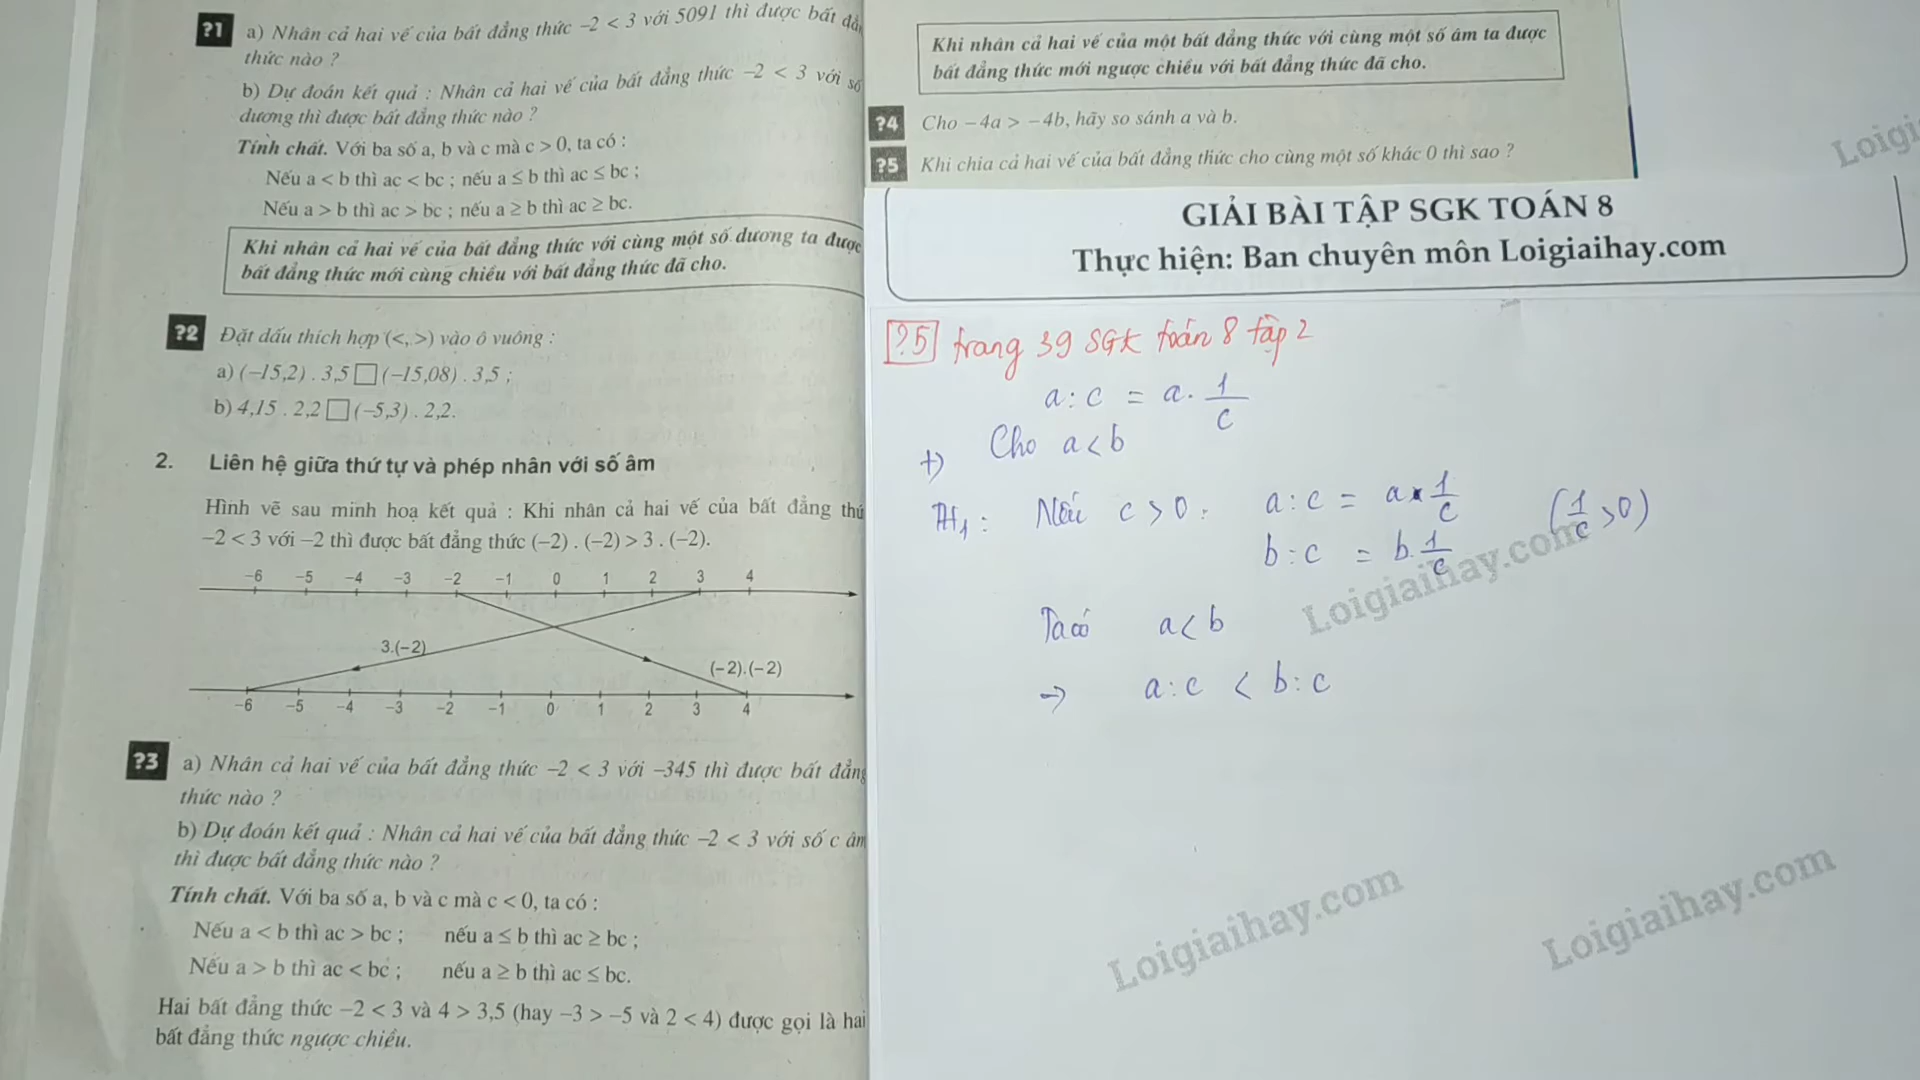 ?1 a) Nhân cả hai vế của bất đẳng thức −2 < 3 với 5091 thì được bất đẳn
thức nào ?
b) Dự đoán kết quả : Nhân cả hai vế của bất đẳng thức −2 < 3 với số
dương thì được bất đẳng thức nào ?
Tính chất. Với ba số a, b và c mà c > 0, ta có :
Nếu a < b thì ac < bc ; nếu a ≤ b thì ac ≤ bc ;
Nếu a > b thì ac > bc ; nếu a ≥ b thì ac ≥ bc.
Khi nhân cả hai vế của bất đẳng thức với cùng một số dương ta được
bất đẳng thức mới cùng chiều với bất đẳng thức đã cho.
?2 Đặt dấu thích hợp (<, >) vào ô vuông :
a) (−15,2) . 3,5 □ (−15,08) . 3,5 ;
b) 4,15 . 2,2 □ (−5,3) . 2,2.
2. Liên hệ giữa thứ tự và phép nhân với số âm
Hình vẽ sau minh hoạ kết quả : Khi nhân cả hai vế của bất đẳng thứ
−2 < 3 với −2 thì được bất đẳng thức (−2) . (−2) > 3 . (−2).
−6 −5 −4 −3 −2 −1 0 1 2 3 4
3.(−2)
(−2).(−2)
−6 −5 −4 −3 −2 −1 0 1 2 3 4
?3 a) Nhân cả hai vế của bất đẳng thức −2 < 3 với −345 thì được bất đẳng
thức nào ?
b) Dự đoán kết quả : Nhân cả hai vế của bất đẳng thức −2 < 3 với số c âm
thì được bất đẳng thức nào ?
Tính chất. Với ba số a, b và c mà c < 0, ta có :
Nếu a < b thì ac > bc ; nếu a ≤ b thì ac ≥ bc ;
Nếu a > b thì ac < bc ; nếu a ≥ b thì ac ≤ bc.
Hai bất đẳng thức −2 < 3 và 4 > 3,5 (hay −3 > −5 và 2 < 4) được gọi là hai
bất đẳng thức ngược chiều.
Khi nhân cả hai vế của một bất đẳng thức với cùng một số âm ta được
bất đẳng thức mới ngược chiều với bất đẳng thức đã cho.
?4 Cho −4a > −4b, hãy so sánh a và b.
?5 Khi chia cả hai vế của bất đẳng thức cho cùng một số khác 0 thì sao ?
Loigia
GIẢI BÀI TẬP SGK TOÁN 8
Thực hiện: Ban chuyên môn Loigiaihay.com
?5 trang 39 SGK toán 8 tập 2
a : c = a . 1/c
+) Cho a < b
TH1 : Nếu c > 0 : a : c = a . 1/c (1/c > 0)
b : c = b . 1/c
Loigiaihay.com
Ta có a < b
→ a : c < b : c
Loigiaihay.com
Loigiaihay.com